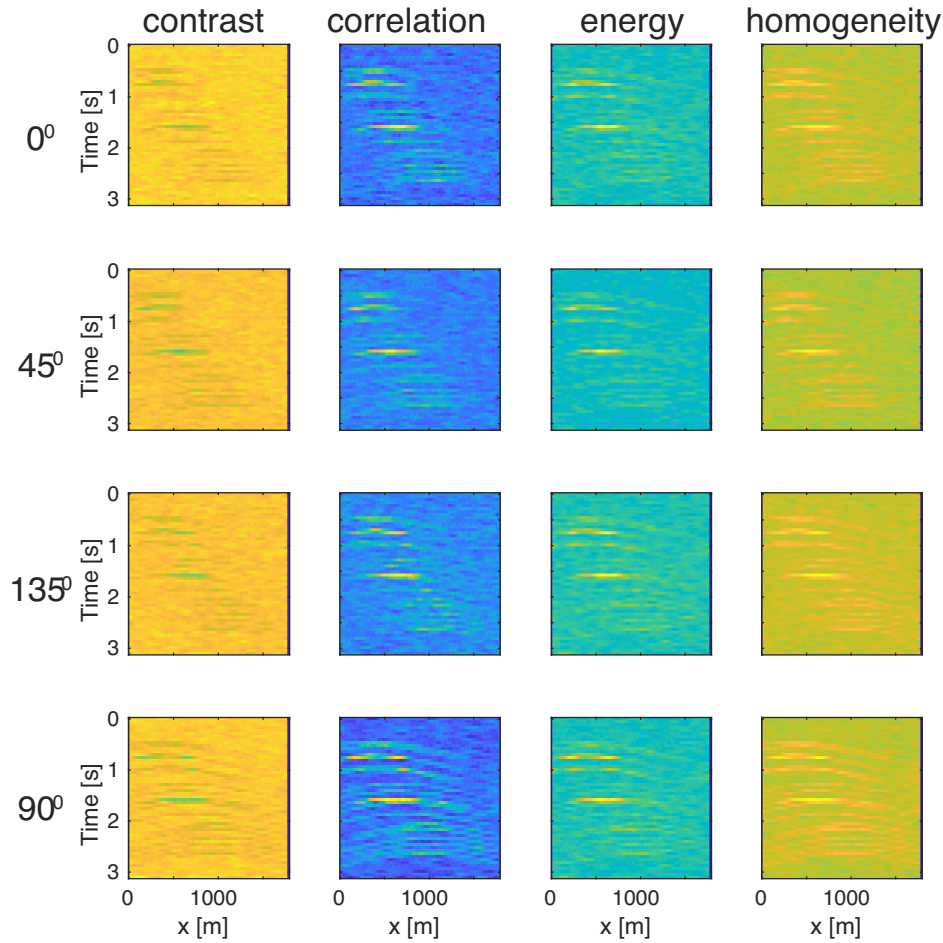 contrast correlation energy homogeneity
0
1
0⁰ Time [s]
2
3
0
1
45⁰ Time [s]
2
3
0
1
135⁰ Time [s]
2
3
0
1
90⁰ Time [s]
2
3
0 1000 0 1000 0 1000 0 1000
x [m] x [m] x [m] x [m]